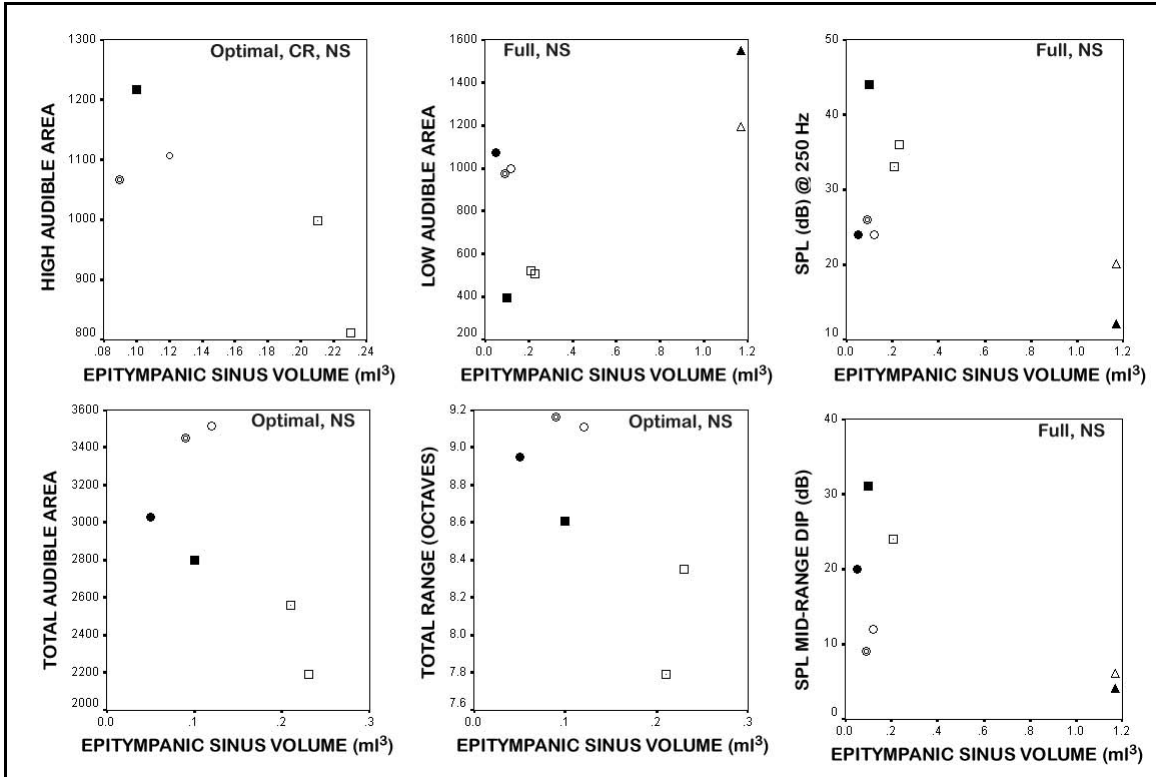 Optimal, CR, NS
HIGH AUDIBLE AREA
1300
1200
1100
1000
900
800
.08 .10 .12 .14 .16 .18 .20 .22 .24
EPITYMPANIC SINUS VOLUME (ml³)
Full, NS
LOW AUDIBLE AREA
1600
1400
1200
1000
800
600
400
200
0.0 .2 .4 .6 .8 1.0 1.2
EPITYMPANIC SINUS VOLUME (ml³)
Full, NS
SPL (dB) @ 250 Hz
50
40
30
20
10
0.0 .2 .4 .6 .8 1.0 1.2
EPITYMPANIC SINUS VOLUME (ml³)
Optimal, NS
TOTAL AUDIBLE AREA
3600
3400
3200
3000
2800
2600
2400
2200
2000
0.0 .1 .2 .3
EPITYMPANIC SINUS VOLUME (ml³)
Optimal, NS
TOTAL RANGE (OCTAVES)
9.2
9.0
8.8
8.6
8.4
8.2
8.0
7.8
7.6
0.0 .1 .2 .3
EPITYMPANIC SINUS VOLUME (ml³)
Full, NS
SPL MID-RANGE DIP (dB)
40
30
20
10
0
0.0 .2 .4 .6 .8 1.0 1.2
EPITYMPANIC SINUS VOLUME (ml³)